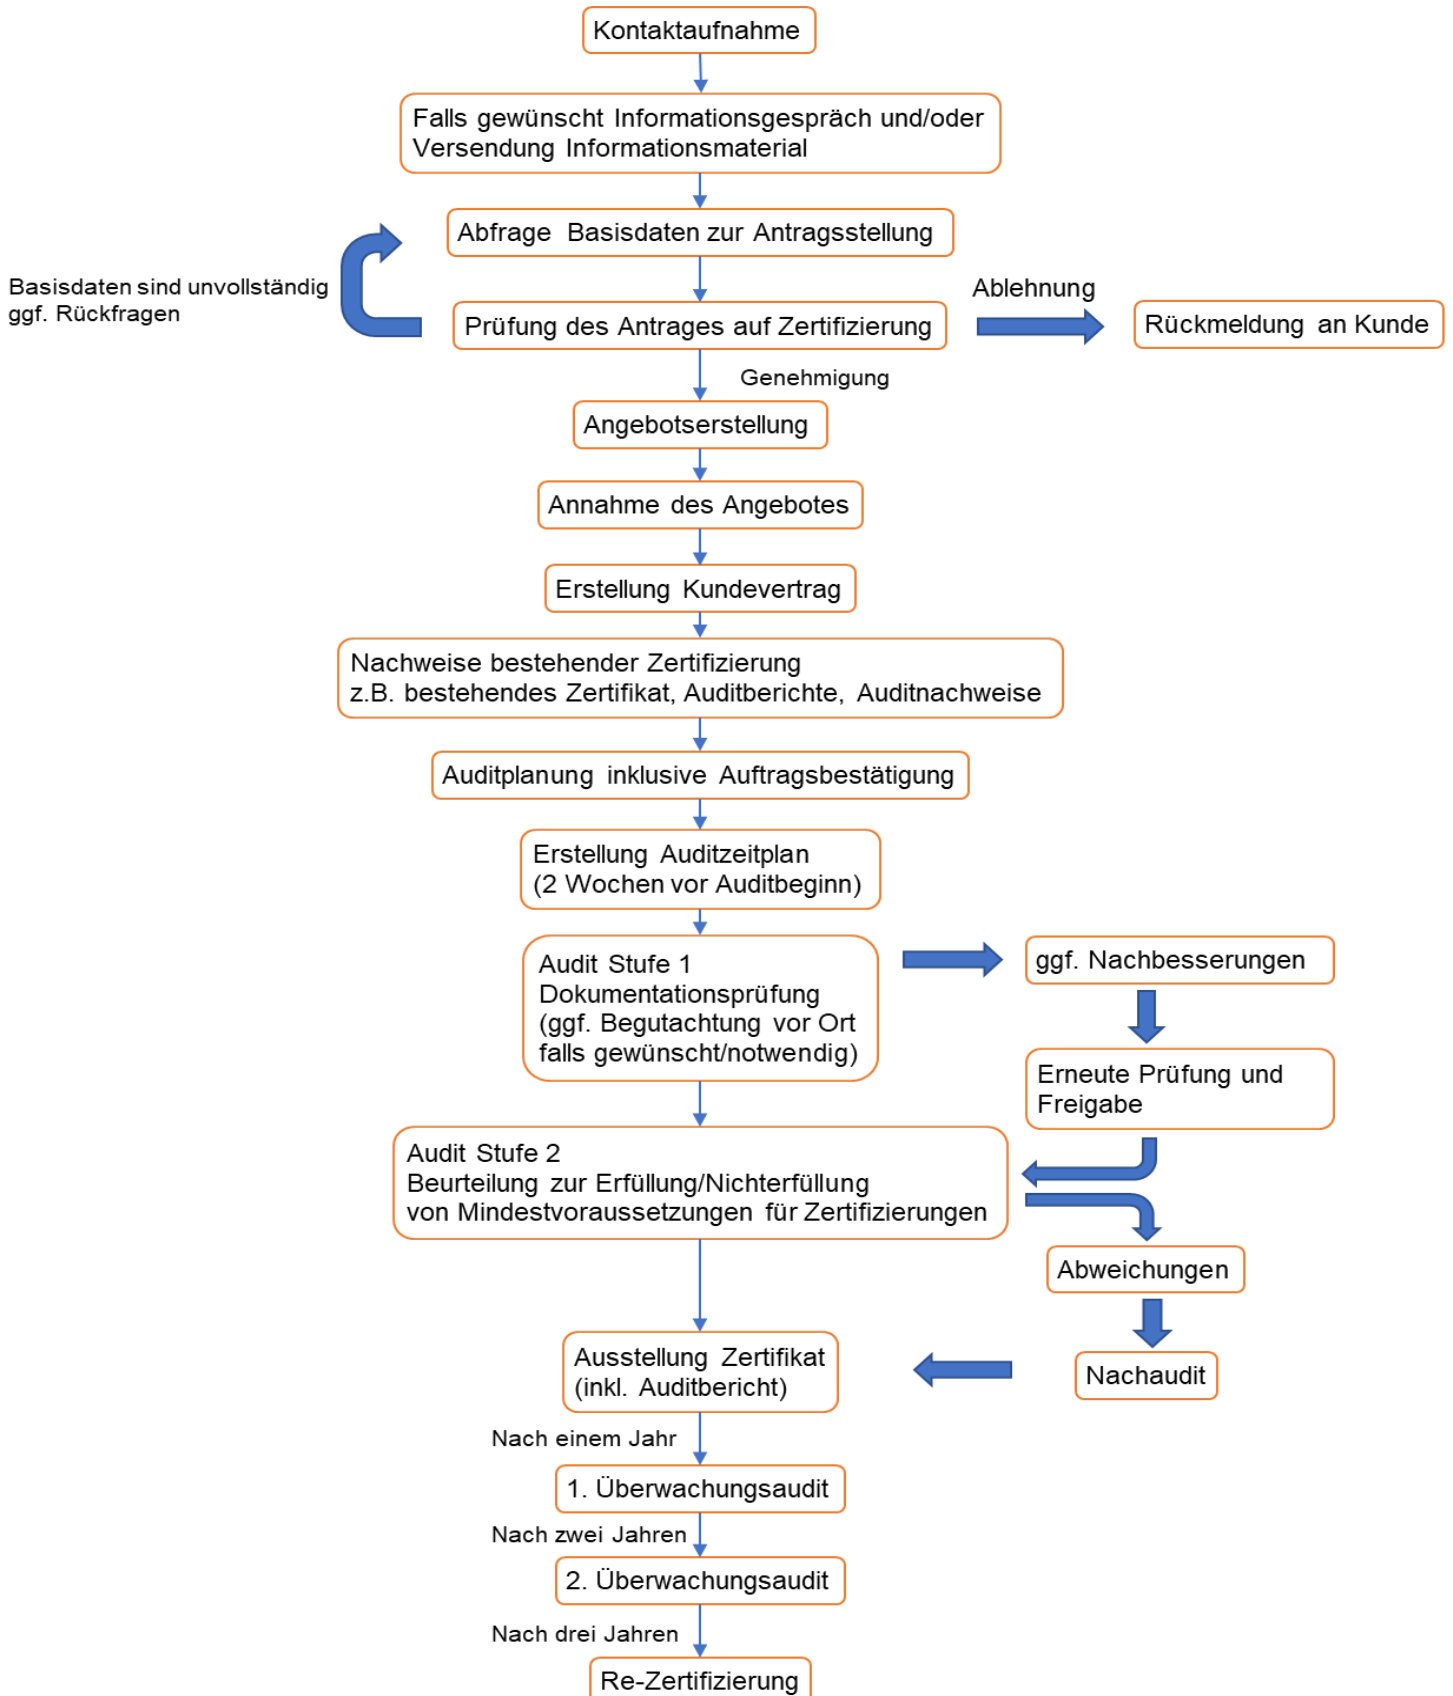 Kontaktaufnahme
Falls gewünscht Informationsgespräch und/oder
Versendung Informationsmaterial
Abfrage Basisdaten zur Antragsstellung
Basisdaten sind unvollständig
ggf. Rückfragen
Prüfung des Antrages auf Zertifizierung
Ablehnung
Rückmeldung an Kunde
Genehmigung
Angebotserstellung
Annahme des Angebotes
Erstellung Kundevertrag
Nachweise bestehender Zertifizierung
z.B. bestehendes Zertifikat, Auditberichte, Auditnachweise
Auditplanung inklusive Auftragsbestätigung
Erstellung Auditzeitplan
(2 Wochen vor Auditbeginn)
Audit Stufe 1
Dokumentationsprüfung
(ggf. Begutachtung vor Ort
falls gewünscht/notwendig)
ggf. Nachbesserungen
Erneute Prüfung und
Freigabe
Audit Stufe 2
Beurteilung zur Erfüllung/Nichterfüllung
von Mindestvoraussetzungen für Zertifizierungen
Abweichungen
Nachaudit
Ausstellung Zertifikat
(inkl. Auditbericht)
Nach einem Jahr
1. Überwachungsaudit
Nach zwei Jahren
2. Überwachungsaudit
Nach drei Jahren
Re-Zertifizierung